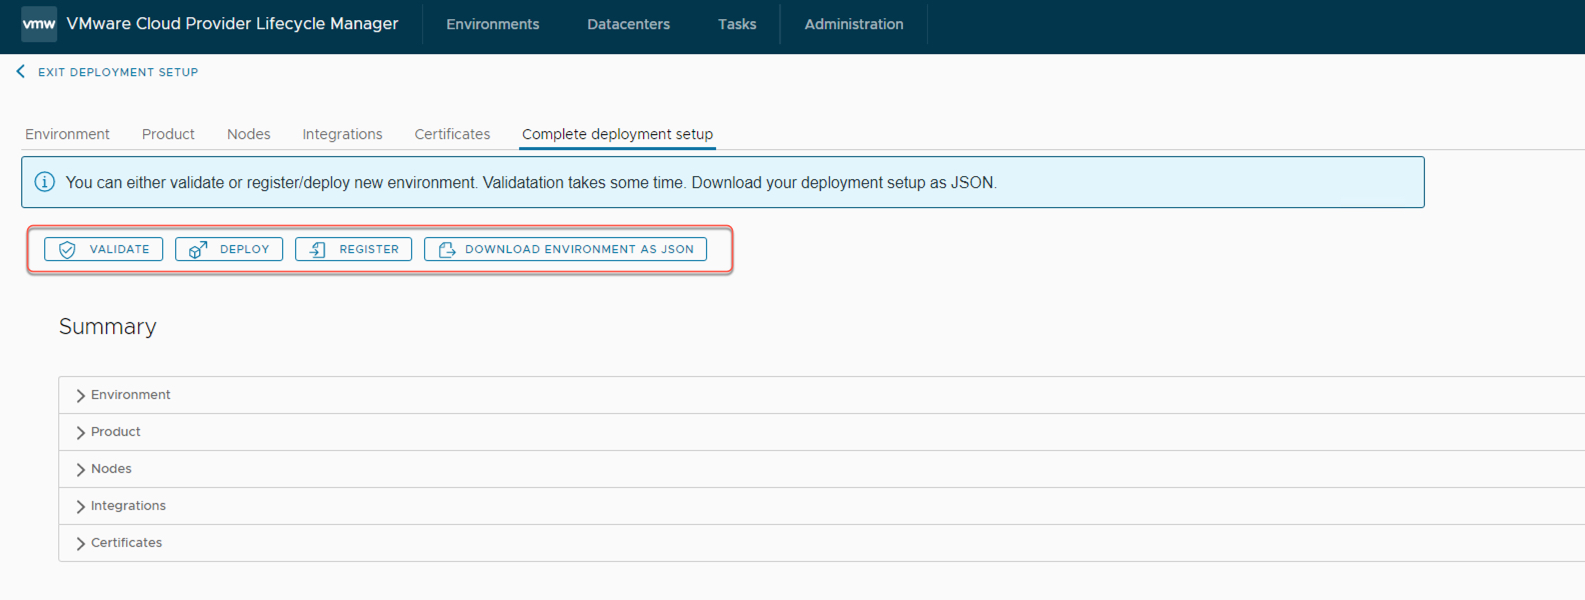 vmw VMware Cloud Provider Lifecycle Manager Environments Datacenters Tasks Administration
EXIT DEPLOYMENT SETUP
Environment Product Nodes Integrations Certificates Complete deployment setup
You can either validate or register/deploy new environment. Validatation takes some time. Download your deployment setup as JSON.
VALIDATE DEPLOY REGISTER DOWNLOAD ENVIRONMENT AS JSON
Summary
Environment
Product
Nodes
Integrations
Certificates